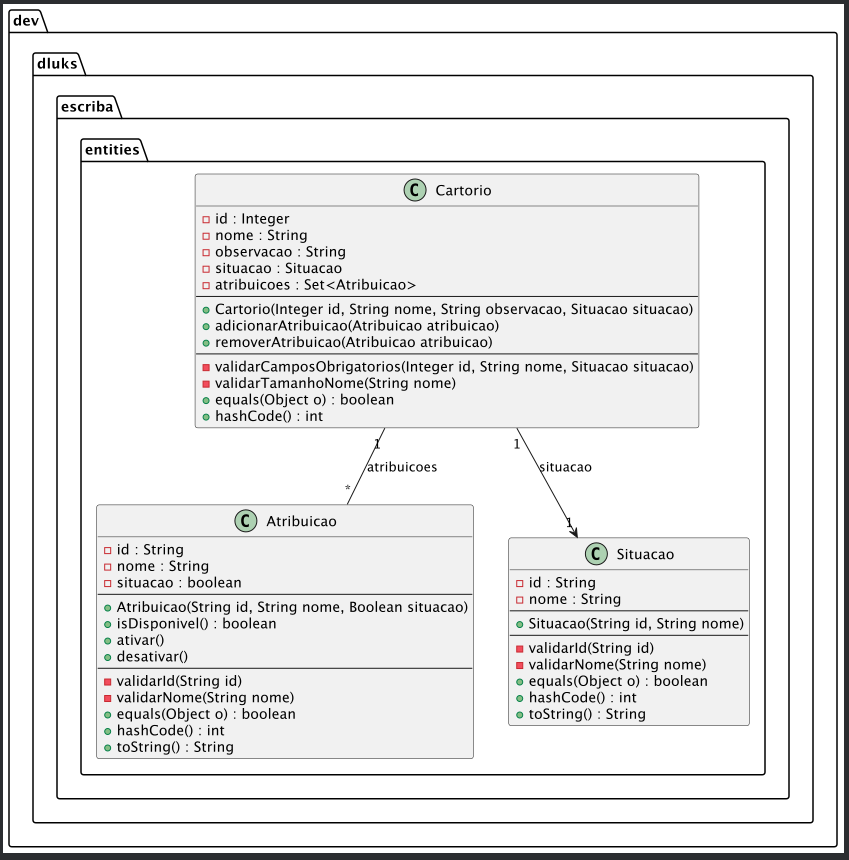 dev
dluks
escriba
entities
C Cartorio
id : Integer
nome : String
observacao : String
situacao : Situacao
atribuicoes : Set<Atribuicao>
Cartorio(Integer id, String nome, String observacao, Situacao situacao)
adicionarAtribuicao(Atribuicao atribuicao)
removerAtribuicao(Atribuicao atribuicao)
validarCamposObrigatorios(Integer id, String nome, Situacao situacao)
validarTamanhoNome(String nome)
equals(Object o) : boolean
hashCode() : int
1
atribuicoes
*
1
situacao
1
C Atribuicao
id : String
nome : String
situacao : boolean
Atribuicao(String id, String nome, Boolean situacao)
isDisponivel() : boolean
ativar()
desativar()
validarId(String id)
validarNome(String nome)
equals(Object o) : boolean
hashCode() : int
toString() : String
C Situacao
id : String
nome : String
Situacao(String id, String nome)
validarId(String id)
validarNome(String nome)
equals(Object o) : boolean
hashCode() : int
toString() : String